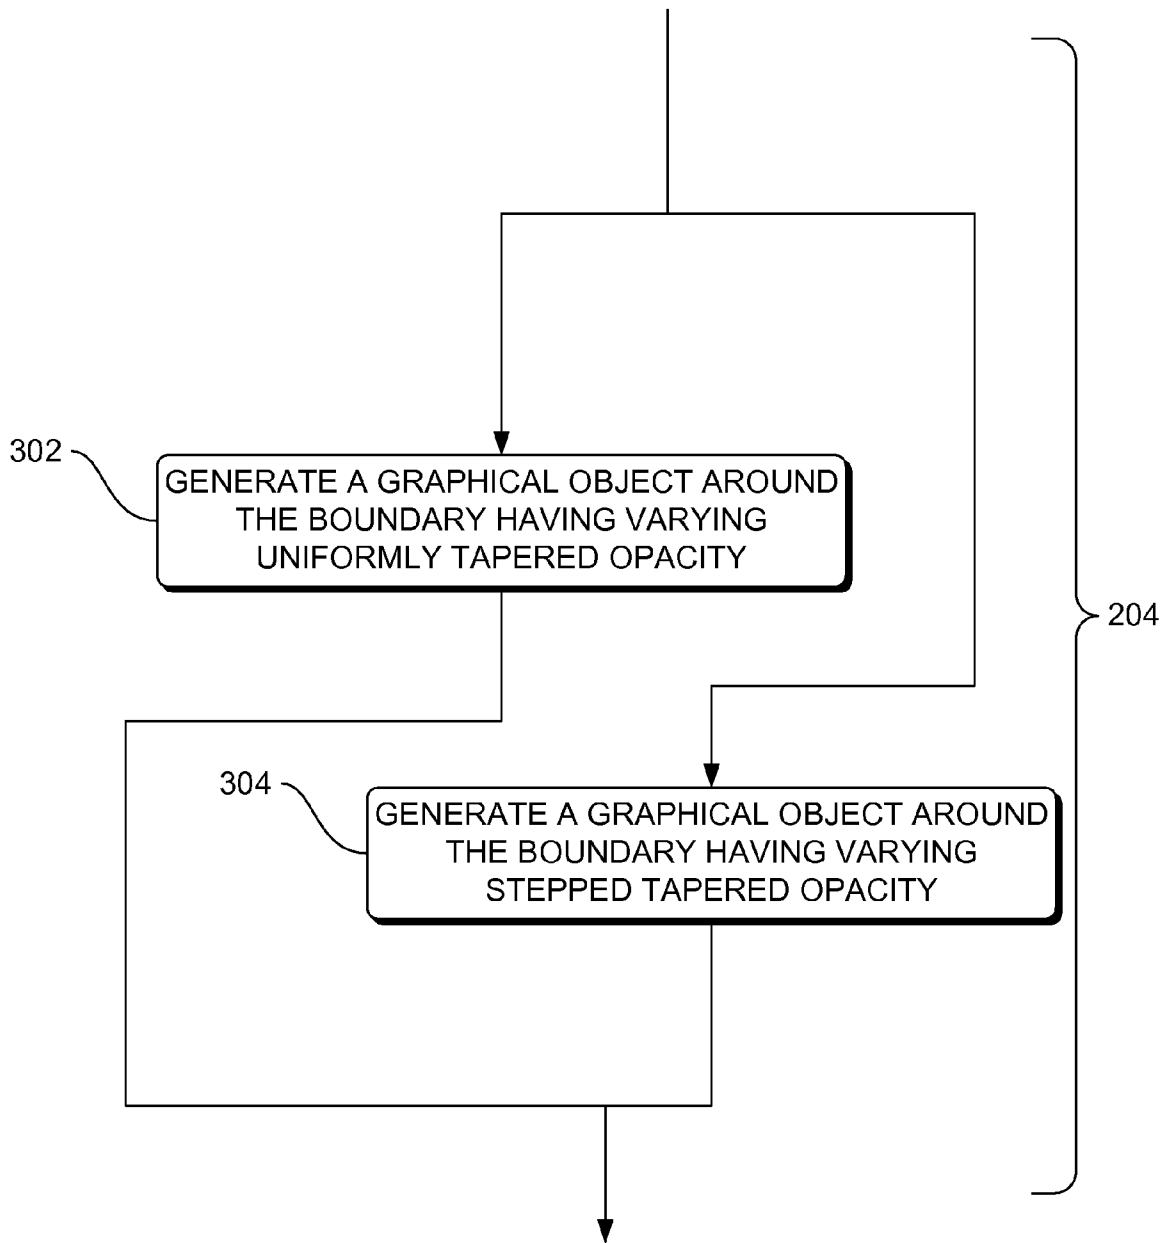 302
GENERATE A GRAPHICAL OBJECT AROUND
THE BOUNDARY HAVING VARYING
UNIFORMLY TAPERED OPACITY
204
304
GENERATE A GRAPHICAL OBJECT AROUND
THE BOUNDARY HAVING VARYING
STEPPED TAPERED OPACITY